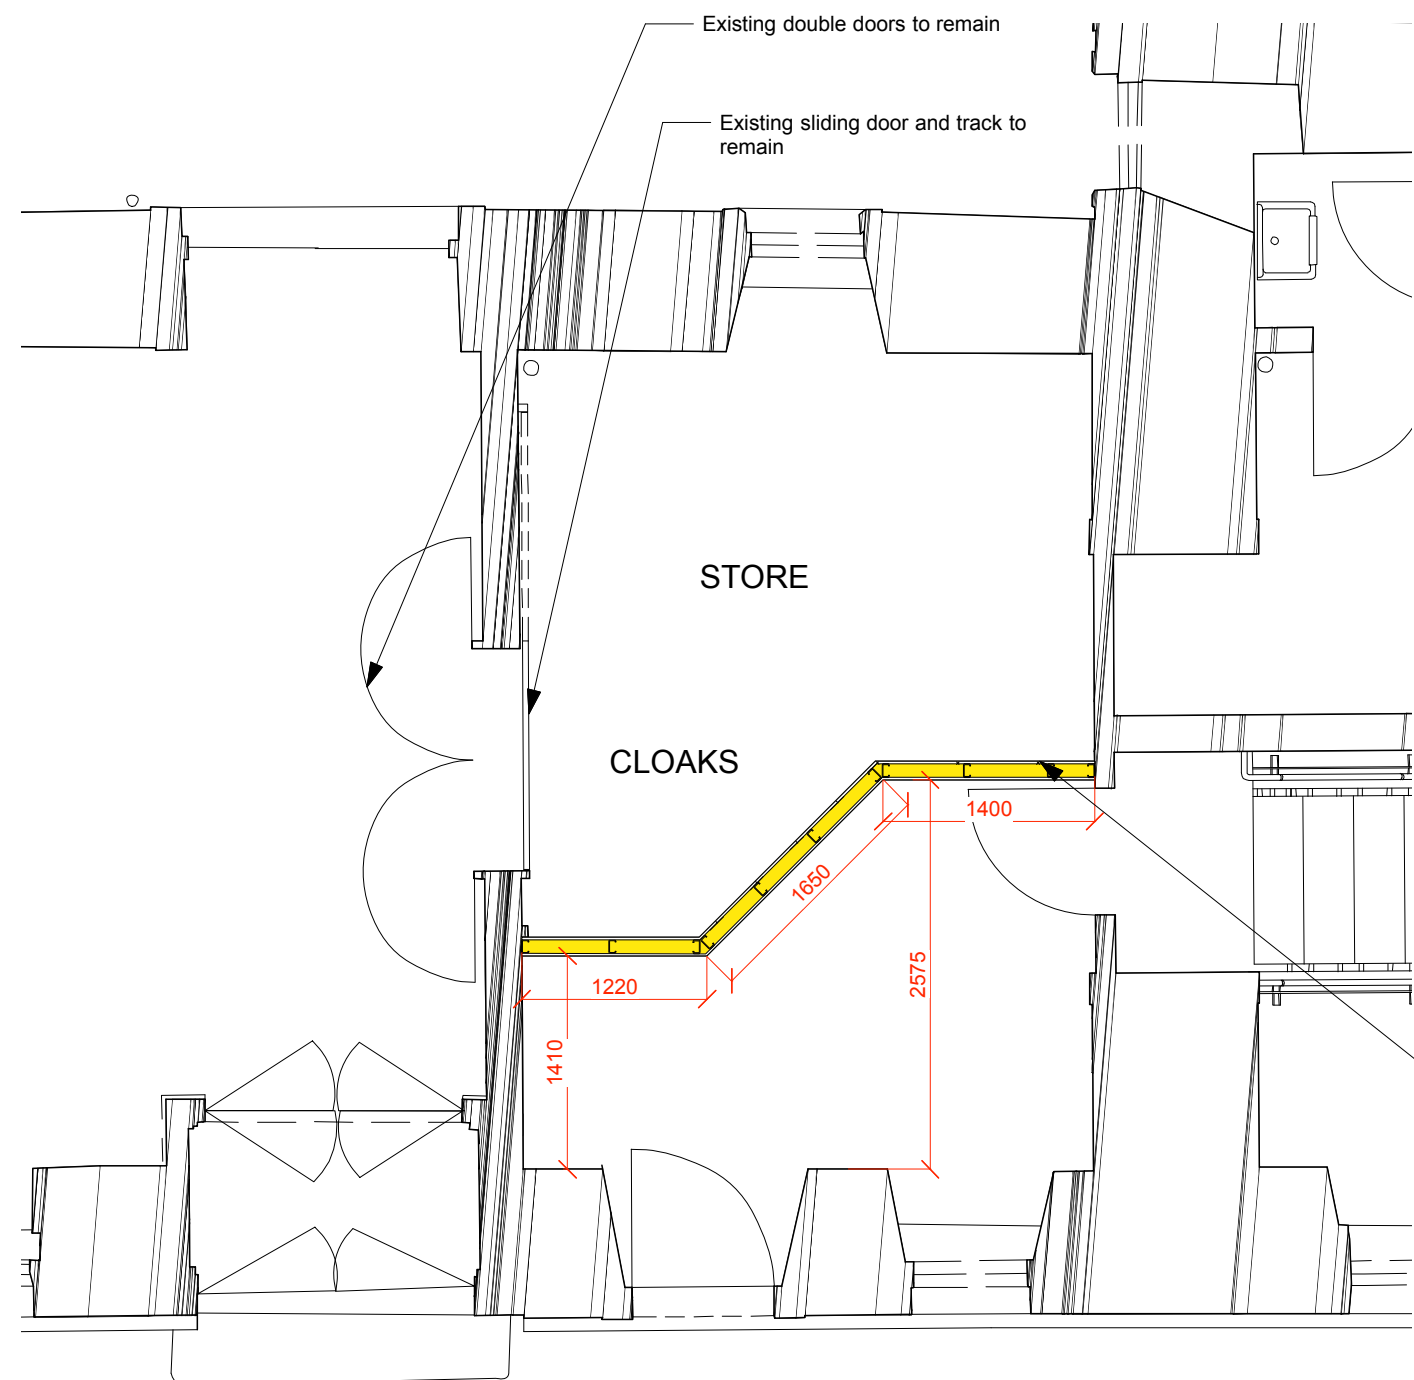 Existing double doors to remain
Existing sliding door and track to
remain
STORE
CLOAKS
1400
1650
2575
1220
1410